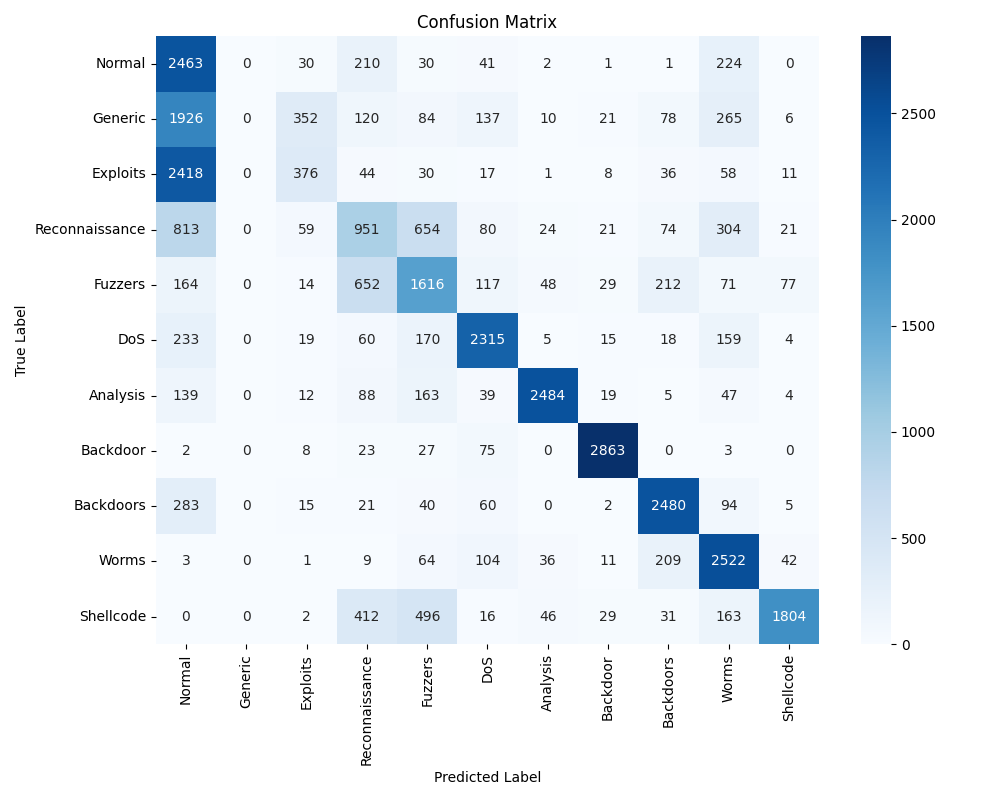 Confusion Matrix
Normal 2463 0 30 210 30 41 2 1 1 224 0
Generic 1926 0 352 120 84 137 10 21 78 265 6
Exploits 2418 0 376 44 30 17 1 8 36 58 11
Reconnaissance 813 0 59 951 654 80 24 21 74 304 21
Fuzzers 164 0 14 652 1616 117 48 29 212 71 77
DoS 233 0 19 60 170 2315 5 15 18 159 4
Analysis 139 0 12 88 163 39 2484 19 5 47 4
Backdoor 2 0 8 23 27 75 0 2863 0 3 0
Backdoors 283 0 15 21 40 60 0 2 2480 94 5
Worms 3 0 1 9 64 104 36 11 209 2522 42
Shellcode 0 0 2 412 496 16 46 29 31 163 1804
Normal Generic Exploits Reconnaissance Fuzzers DoS Analysis Backdoor Backdoors Worms Shellcode
Predicted Label
True Label
2500
2000
1500
1000
500
0